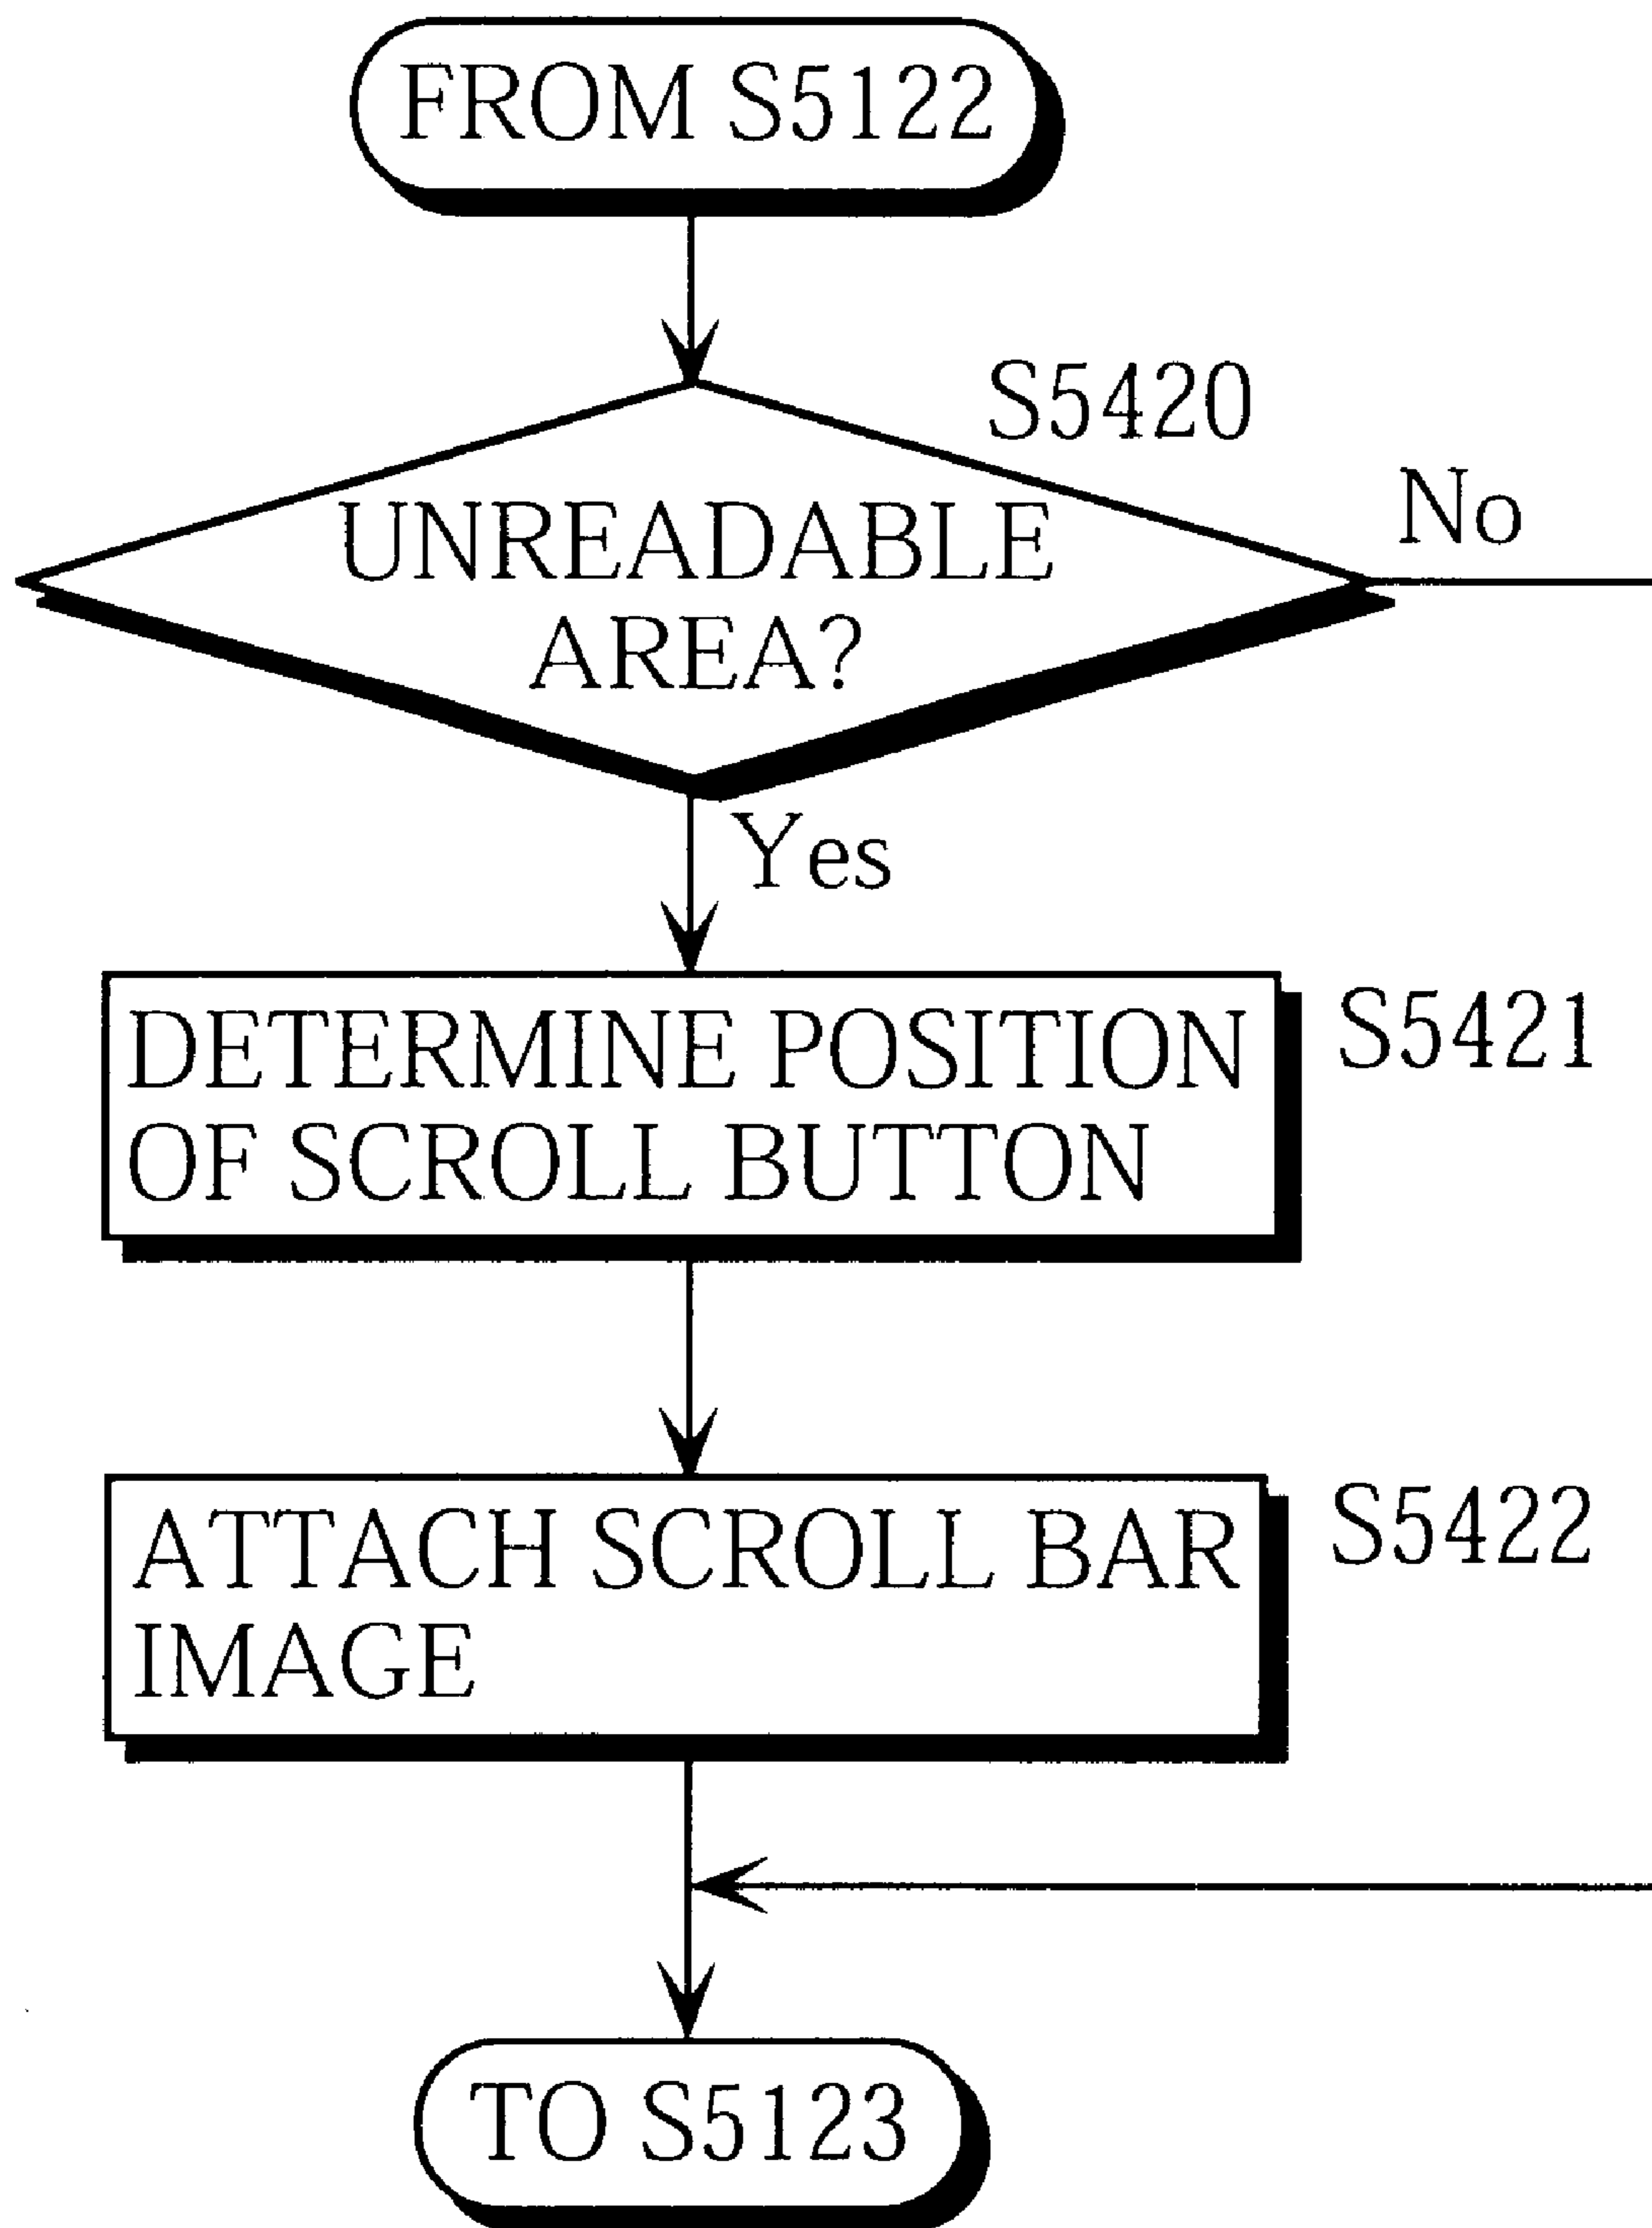 FROM S5122
S5420
UNREADABLE
AREA?
No
Yes
DETERMINE POSITION
OF SCROLL BUTTON
S5421
ATTACH SCROLL BAR
IMAGE
S5422
TO S5123